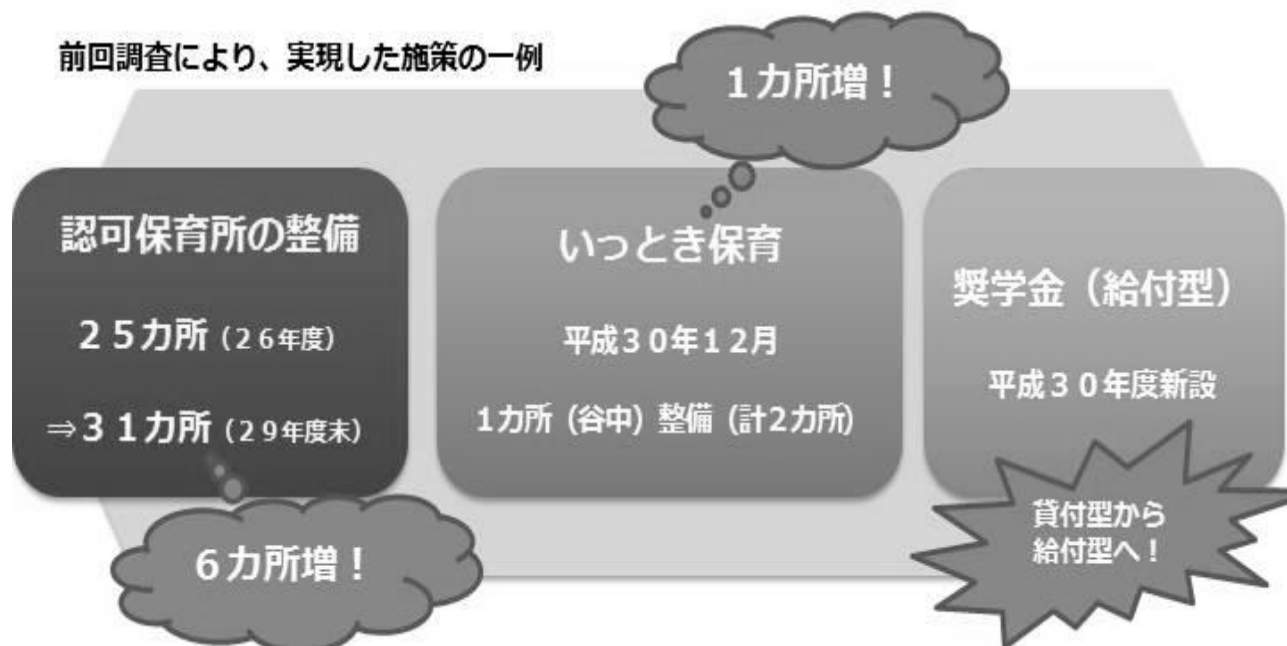 前回調査により、実現した施策の一例
認可保育所の整備
２５カ所（２６年度）
⇒３１カ所（２９年度末）
６カ所増！
１カ所増！
いっとき保育
平成３０年１２月
１カ所（谷中）整備（計２カ所）
奨学金（給付型）
平成３０年度新設
貸付型から
給付型へ！